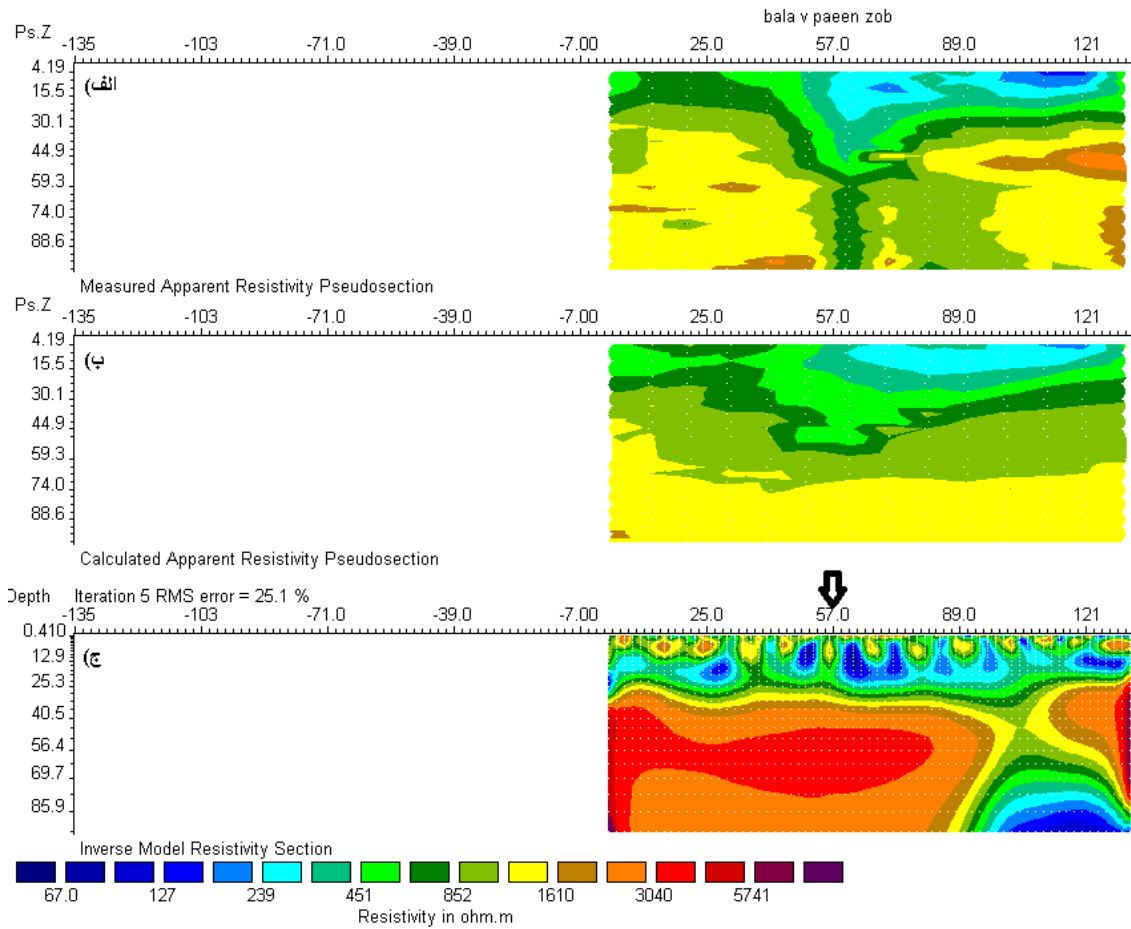 bala v paeen zob
Ps.Z
-135 -103 -71.0 -39.0 -7.00 25.0 57.0 89.0 121
4.19
15.5
30.1
44.9
59.3
74.0
88.6
الف)
Measured Apparent Resistivity Pseudosection
Ps.Z
-135 -103 -71.0 -39.0 -7.00 25.0 57.0 89.0 121
4.19
15.5
30.1
44.9
59.3
74.0
88.6
ب)
Calculated Apparent Resistivity Pseudosection
Depth Iteration 5 RMS error = 25.1 %
-135 -103 -71.0 -39.0 -7.00 25.0 57.0 89.0 121
0.410
12.9
25.3
40.5
56.4
69.7
85.9
ج)
Inverse Model Resistivity Section
67.0 127 239 451 852 1610 3040 5741
Resistivity in ohm.m